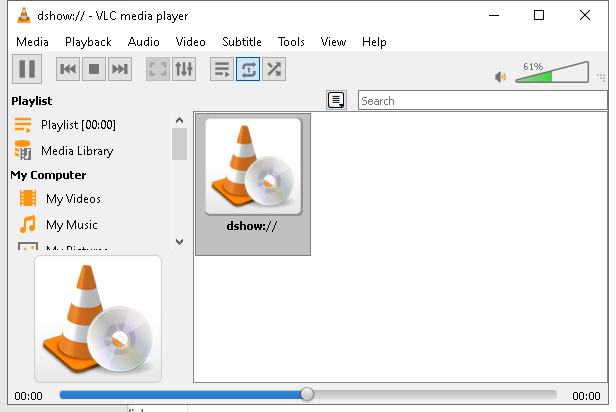 dshow:// - VLC media player
Media Playback Audio Video Subtitle Tools View Help
61%
Playlist
Search
Playlist [00:00]
Media Library
My Computer
My Videos
My Music
My Pictures
dshow://
00:00 00:00